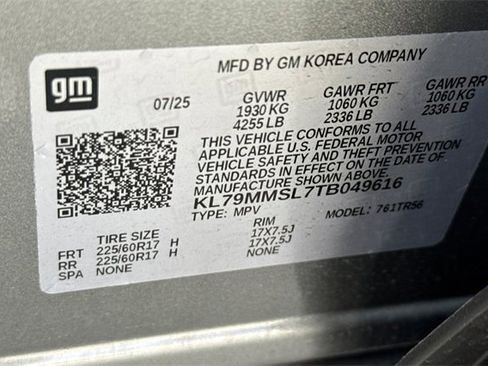 gm
MFD BY GM KOREA COMPANY
07/25 GVWR GAWR FRT GAWR RR
1930 KG 1060 KG 1060 KG
4255 LB 2336 LB 2336 LB
THIS VEHICLE CONFORMS TO ALL
APPLICABLE U.S. FEDERAL MOTOR
VEHICLE SAFETY AND THEFT PREVENTION
STANDARDS IN EFFECT ON THE DATE OF
MANUFACTURE SHOWN ABOVE.
KL79MMSL7TB049616
TYPE: MPV MODEL: 761TR56
TIRE SIZE RIM
FRT 225/60R17 H 17X7.5J
RR 225/60R17 H 17X7.5J
SPA NONE NONE